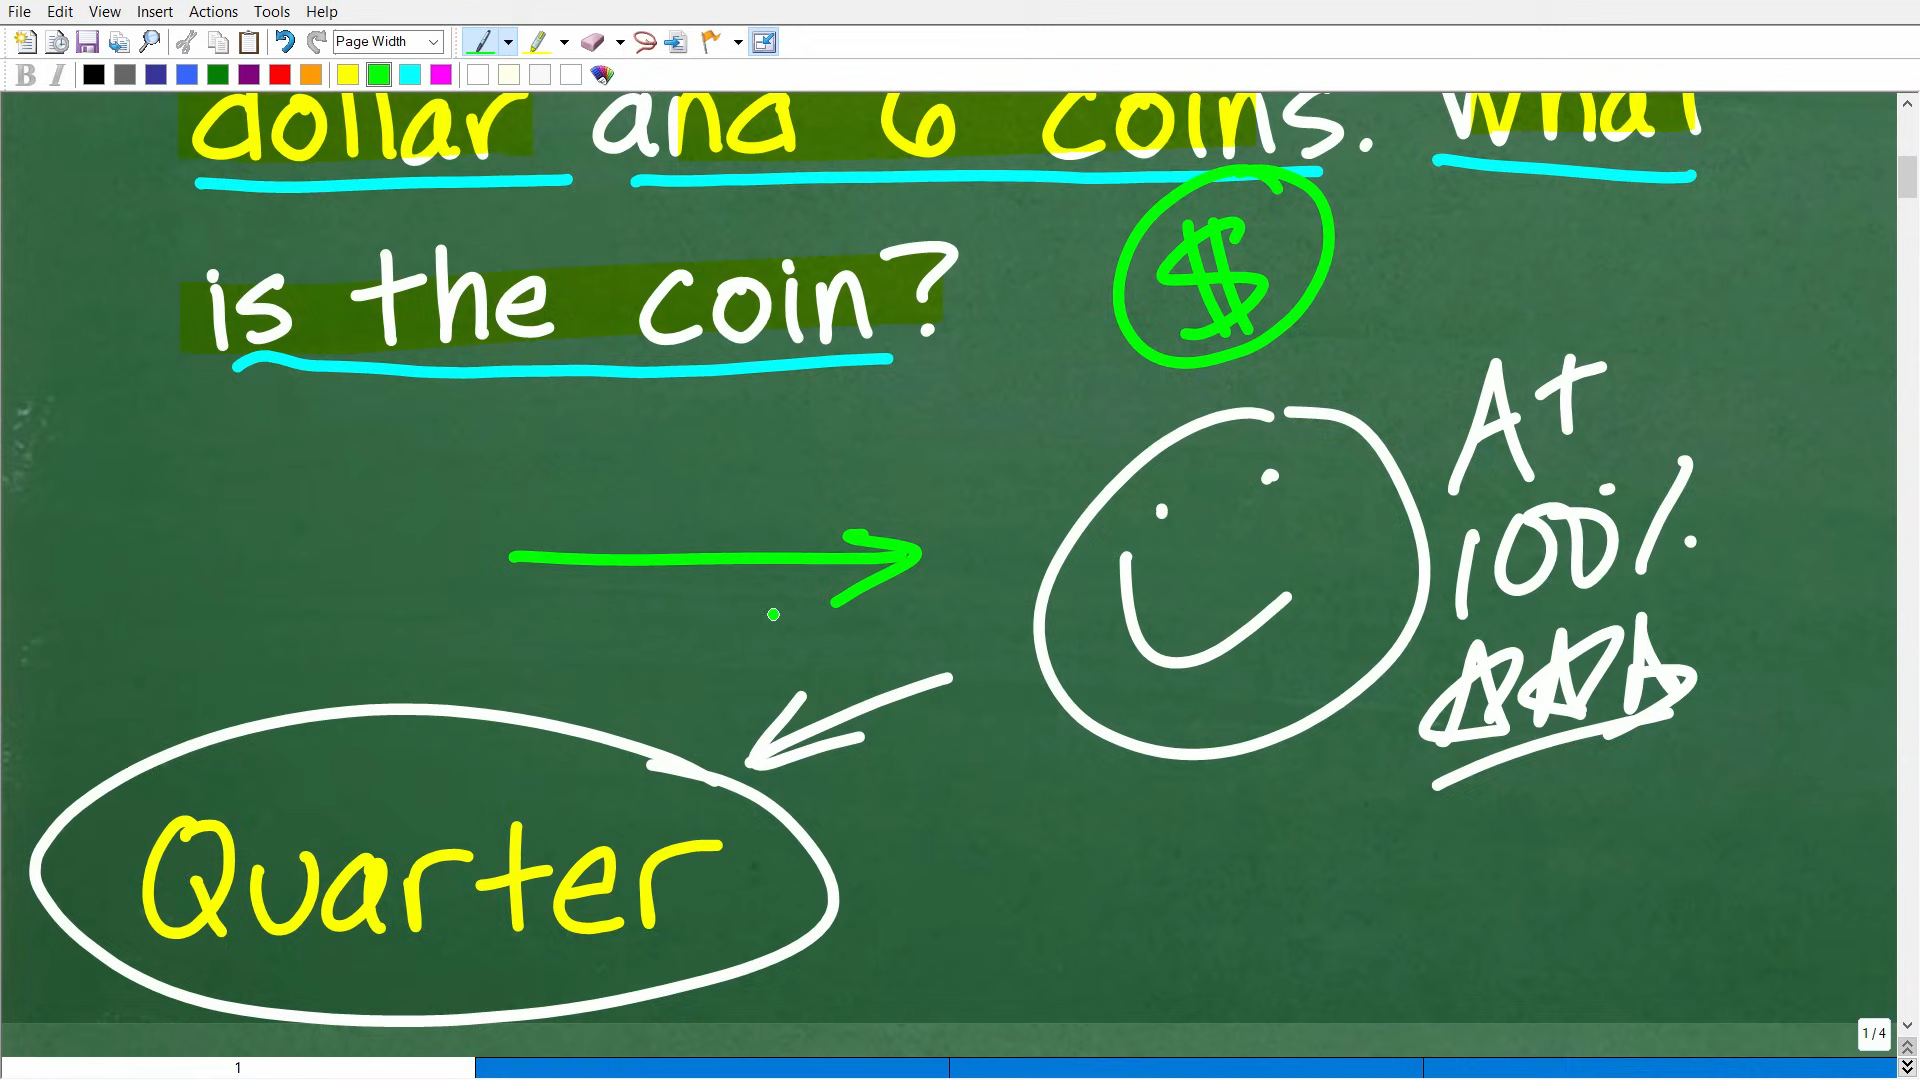 File Edit View Insert Actions Tools Help
Page Width
B I
dollar and 6 coins. What
is the coin?
$
A+
100%
Quarter
1 / 4
1